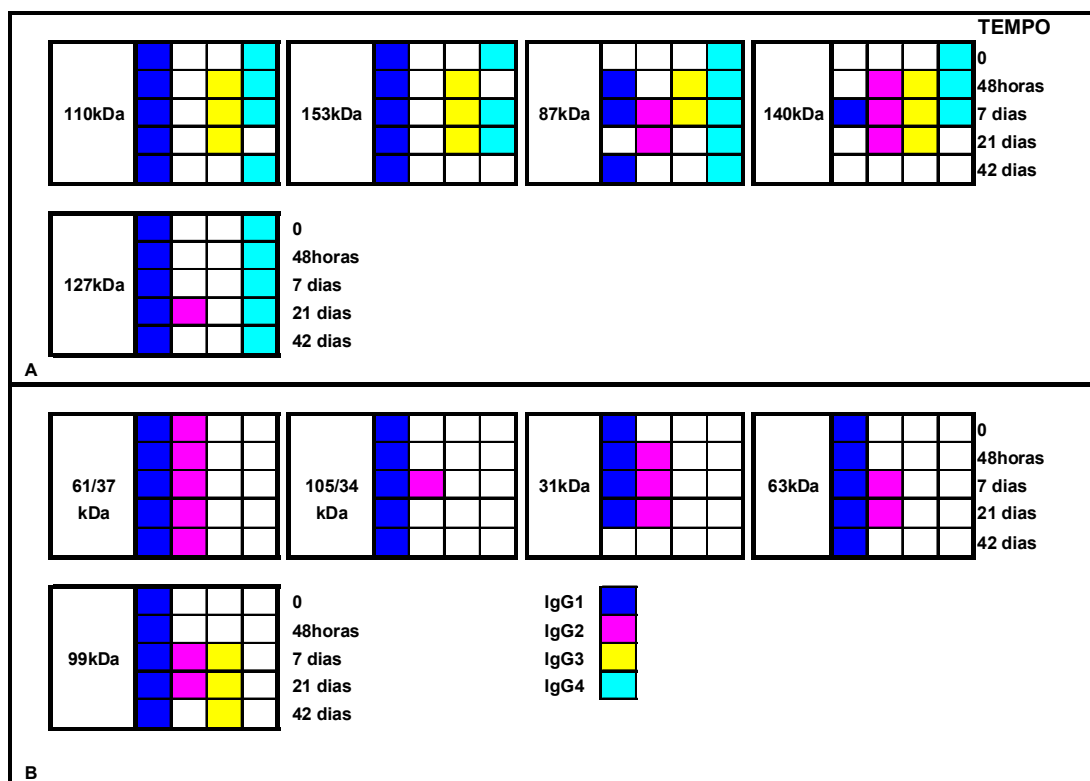 TEMPO
110kDa
153kDa
87kDa
140kDa
0
48horas
7 dias
21 dias
42 dias
127kDa
0
48horas
7 dias
21 dias
42 dias
A
61/37
kDa
105/34
kDa
31kDa
63kDa
0
48horas
7 dias
21 dias
42 dias
99kDa
0
48horas
7 dias
21 dias
42 dias
IgG1
IgG2
IgG3
IgG4
B